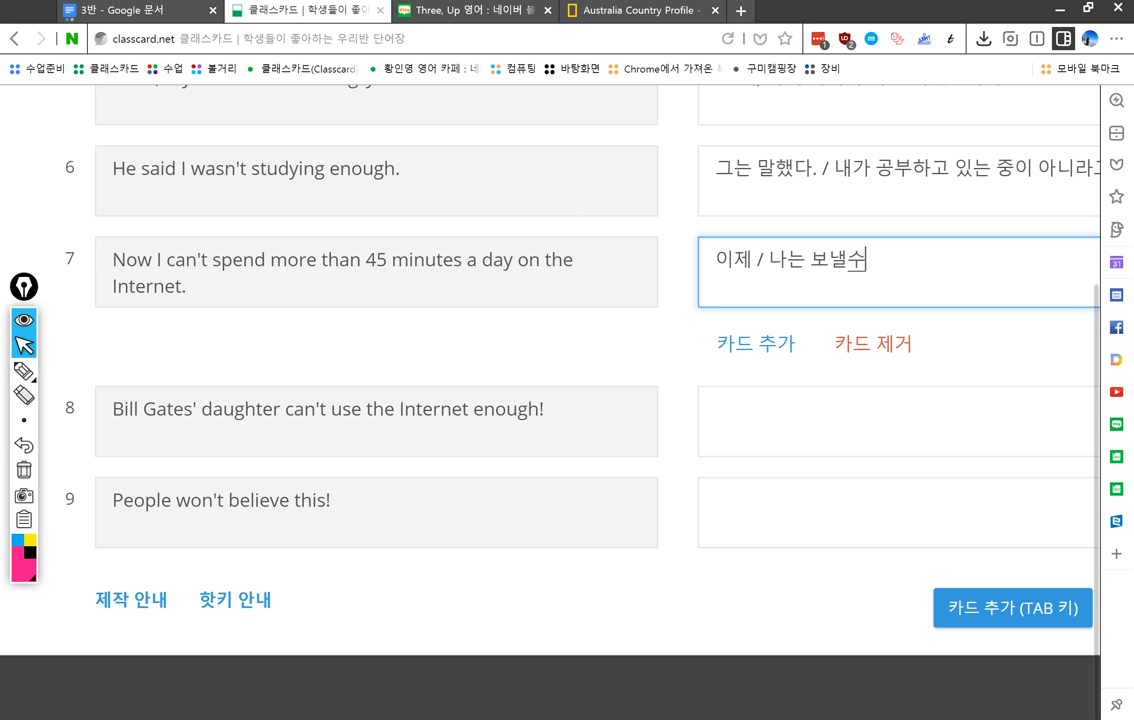 3반 - Google 문서
클래스카드 | 학생들이 좋아
Three, Up 영어 : 네이버 블
Australia Country Profile -
N classcard.net 클래스카드 | 학생들이 좋아하는 우리반 단어장
1 2
수업준비 클래스카드 수업 볼거리 클래스카드(Classcard 황인영 영어 카페 : 네 컴퓨팅 바탕화면 Chrome에서 가져온 구미캠핑장 장비 모바일 북마크
6 He said I wasn't studying enough. 그는 말했다. / 내가 공부하고 있는 중이 아니라고
7 Now I can't spend more than 45 minutes a day on the
Internet.
이제 / 나는 보낼수
카드 추가 카드 제거
8 Bill Gates' daughter can't use the Internet enough!
9 People won't believe this!
제작 안내 핫키 안내
카드 추가 (TAB 키)
31